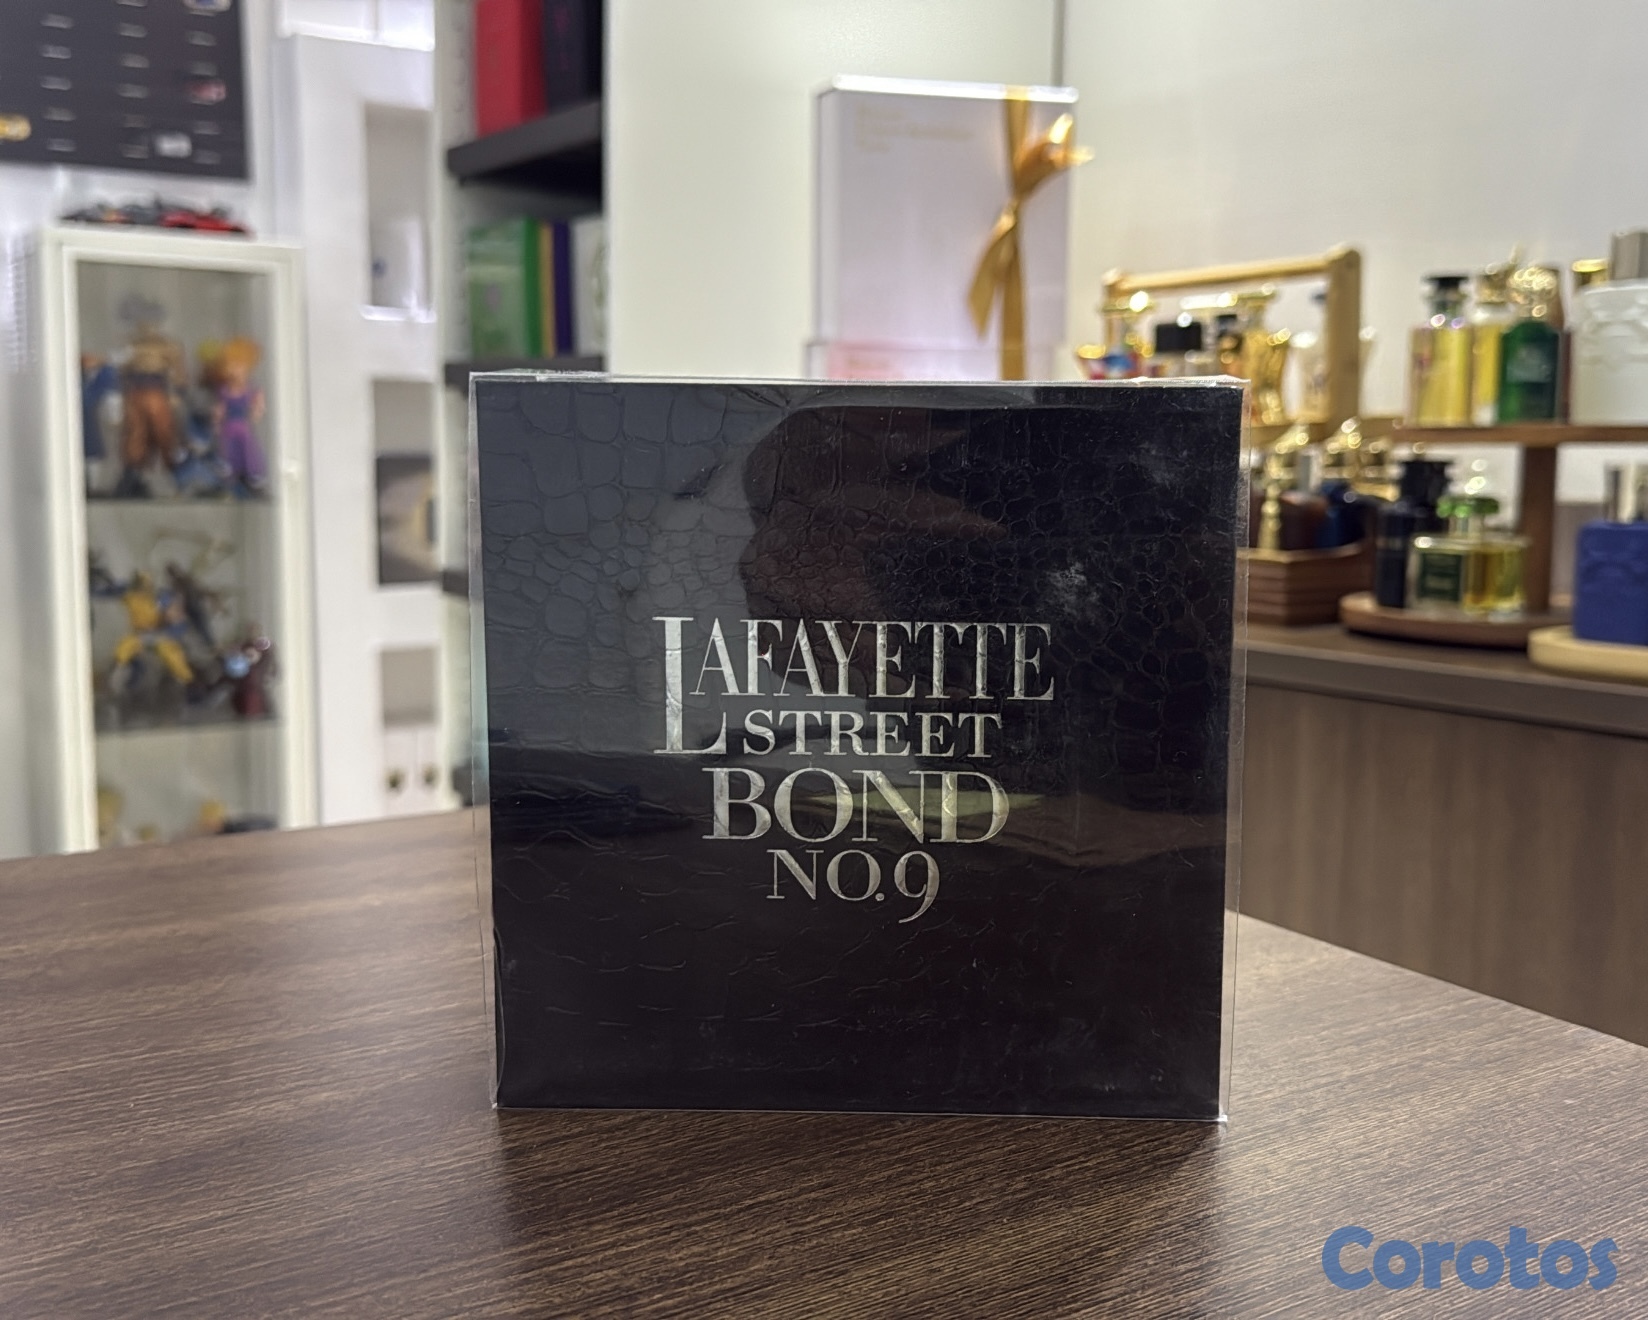 LAFAYETTE
STREET
BOND
NO.9
Corotos